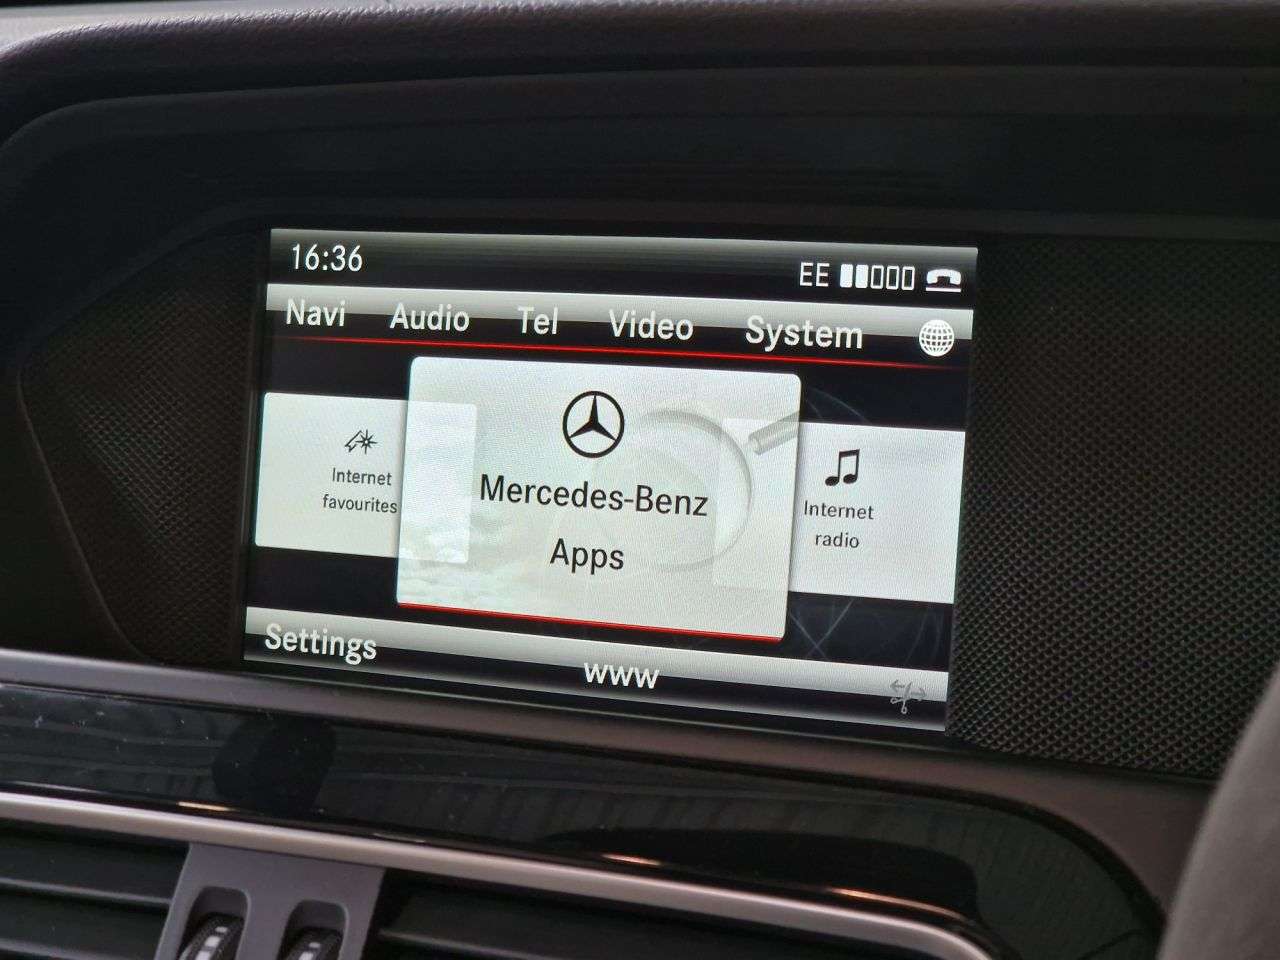 16:36
EE
Navi Audio Tel Video System
Internet
favourites
Mercedes-Benz
Apps
Internet
radio
Settings
www